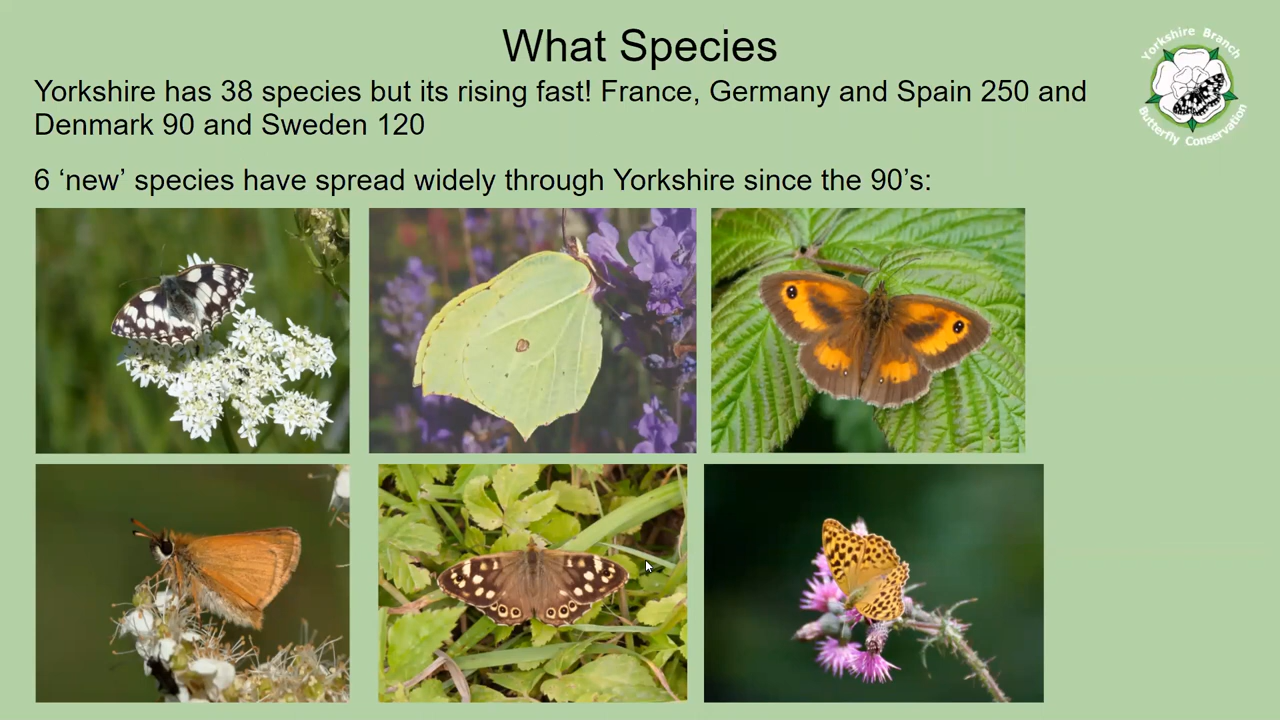 What Species
Yorkshire has 38 species but its rising fast! France, Germany and Spain 250 and
Denmark 90 and Sweden 120
6 ‘new’ species have spread widely through Yorkshire since the 90’s:
Yorkshire Branch
Butterfly Conservation